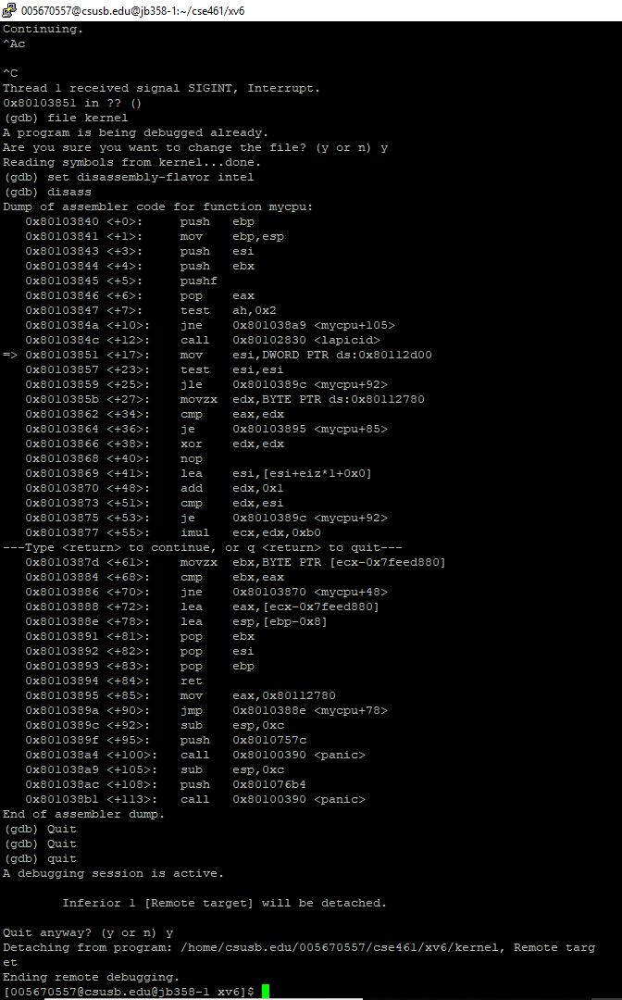 005670557@csusb.edu@jb358-1:~/cse461/xv6
Continuing.
^Ac
^C
Thread 1 received signal SIGINT, Interrupt.
0x80103851 in ?? ()
(gdb) file kernel
A program is being debugged already.
Are you sure you want to change the file? (y or n) y
Reading symbols from kernel...done.
(gdb) set disassembly-flavor intel
(gdb) disass
Dump of assembler code for function mycpu:
   0x80103840 <+0>:     push   ebp
   0x80103841 <+1>:     mov    ebp,esp
   0x80103843 <+3>:     push   esi
   0x80103844 <+4>:     push   ebx
   0x80103845 <+5>:     pushf
   0x80103846 <+6>:     pop    eax
   0x80103847 <+7>:     test   ah,0x2
   0x8010384a <+10>:    jne    0x801038a9 <mycpu+105>
   0x8010384c <+12>:    call   0x80102830 <lapicid>
=> 0x80103851 <+17>:    mov    esi,DWORD PTR ds:0x80112d00
   0x80103857 <+23>:    test   esi,esi
   0x80103859 <+25>:    jle    0x8010389c <mycpu+92>
   0x8010385b <+27>:    movzx  edx,BYTE PTR ds:0x80112780
   0x80103862 <+34>:    cmp    eax,edx
   0x80103864 <+36>:    je     0x80103895 <mycpu+85>
   0x80103866 <+38>:    xor    edx,edx
   0x80103868 <+40>:    nop
   0x80103869 <+41>:    lea    esi,[esi+eiz*1+0x0]
   0x80103870 <+48>:    add    edx,0x1
   0x80103873 <+51>:    cmp    edx,esi
   0x80103875 <+53>:    je     0x8010389c <mycpu+92>
   0x80103877 <+55>:    imul   ecx,edx,0xb0
---Type <return> to continue, or q <return> to quit---
   0x8010387d <+61>:    movzx  ebx,BYTE PTR [ecx-0x7feed880]
   0x80103884 <+68>:    cmp    ebx,eax
   0x80103886 <+70>:    jne    0x80103870 <mycpu+48>
   0x80103888 <+72>:    lea    eax,[ecx-0x7feed880]
   0x8010388e <+78>:    lea    esp,[ebp-0x8]
   0x80103891 <+81>:    pop    ebx
   0x80103892 <+82>:    pop    esi
   0x80103893 <+83>:    pop    ebp
   0x80103894 <+84>:    ret
   0x80103895 <+85>:    mov    eax,0x80112780
   0x8010389a <+90>:    jmp    0x8010388e <mycpu+78>
   0x8010389c <+92>:    sub    esp,0xc
   0x8010389f <+95>:    push   0x8010757c
   0x801038a4 <+100>:   call   0x80100390 <panic>
   0x801038a9 <+105>:   sub    esp,0xc
   0x801038ac <+108>:   push   0x801076b4
   0x801038b1 <+113>:   call   0x80100390 <panic>
End of assembler dump.
(gdb) Quit
(gdb) Quit
(gdb) quit
A debugging session is active.
        Inferior 1 [Remote target] will be detached.
Quit anyway? (y or n) y
Detaching from program: /home/csusb.edu/005670557/cse461/xv6/kernel, Remote targ
et
Ending remote debugging.
[005670557@csusb.edu@jb358-1 xv6]$